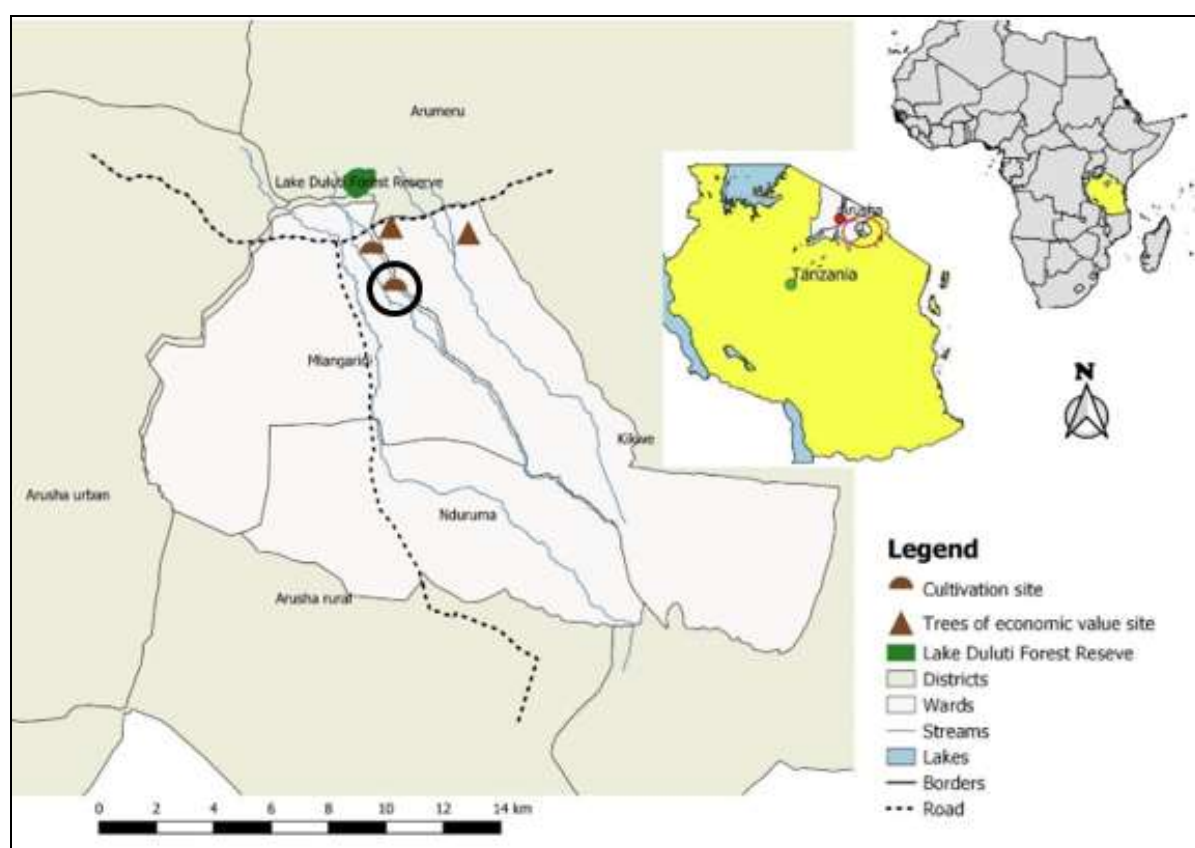 Arumeru
Lake Duluti Forest Reserve
Arusha
Tanzania
N
Mlangarini
Kikwe
Arusha urban
Nduruma
Arusha rural
Legend
Cultivation site
Trees of economic value site
Lake Duluti Forest Reseve
Districts
Wards
Streams
Lakes
Borders
Road
0 2 4 6 8 10 12 14 km